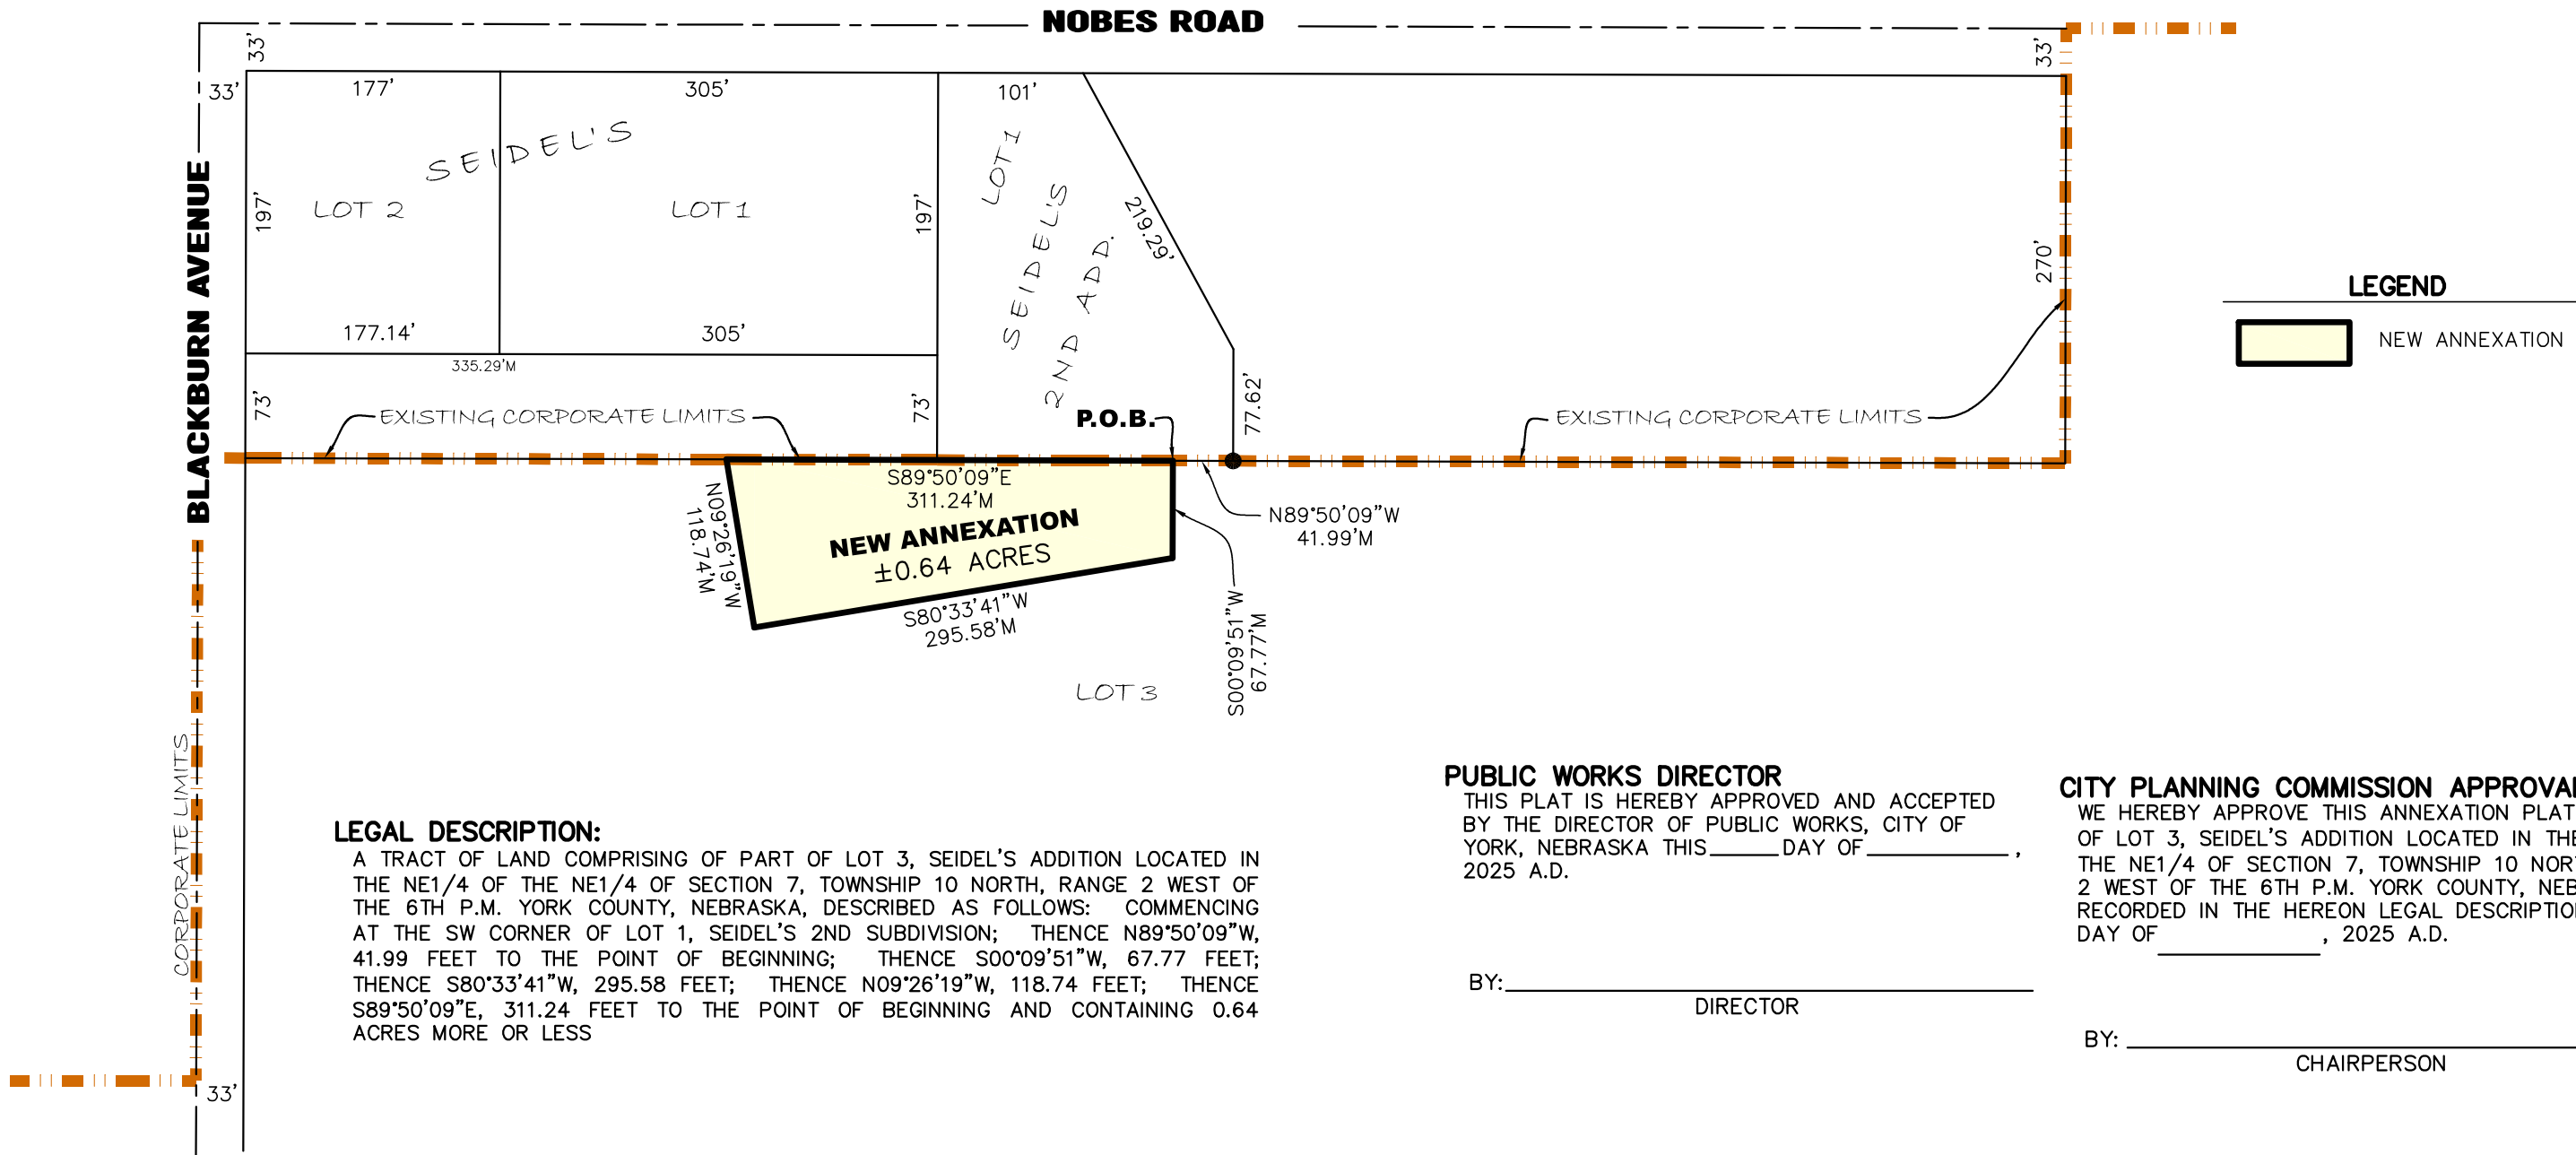 NOBES ROAD
33'
33'
33'
177'
305'
101'
SEIDEL'S
LOT 2
LOT 1
197'
197'
LOT 1
SEIDEL'S
2ND ADD.
219.29'
270'
BLACKBURN AVENUE
LEGEND
NEW ANNEXATION
177.14'
305'
335.29'M
73'
73'
77.62'
EXISTING CORPORATE LIMITS
P.O.B.
EXISTING CORPORATE LIMITS
S89°50'09"E
311.24'M
NEW ANNEXATION
±0.64 ACRES
N09°26'19"W
118.74'M
S80°33'41"W
295.58'M
N89°50'09"W
41.99'M
S00°09'51"W
67.77'M
LOT 3
CORPORATE LIMITS
33'
LEGAL DESCRIPTION:
A TRACT OF LAND COMPRISING OF PART OF LOT 3, SEIDEL'S ADDITION LOCATED IN
THE NE1/4 OF THE NE1/4 OF SECTION 7, TOWNSHIP 10 NORTH, RANGE 2 WEST OF
THE 6TH P.M. YORK COUNTY, NEBRASKA, DESCRIBED AS FOLLOWS: COMMENCING
AT THE SW CORNER OF LOT 1, SEIDEL'S 2ND SUBDIVISION; THENCE N89°50'09"W,
41.99 FEET TO THE POINT OF BEGINNING; THENCE S00°09'51"W, 67.77 FEET;
THENCE S80°33'41"W, 295.58 FEET; THENCE N09°26'19"W, 118.74 FEET; THENCE
S89°50'09"E, 311.24 FEET TO THE POINT OF BEGINNING AND CONTAINING 0.64
ACRES MORE OR LESS
PUBLIC WORKS DIRECTOR
THIS PLAT IS HEREBY APPROVED AND ACCEPTED
BY THE DIRECTOR OF PUBLIC WORKS, CITY OF
YORK, NEBRASKA THIS_____DAY OF__________,
2025 A.D.
BY:
DIRECTOR
CITY PLANNING COMMISSION APPROVAL
WE HEREBY APPROVE THIS ANNEXATION PLAT
OF LOT 3, SEIDEL'S ADDITION LOCATED IN THE
THE NE1/4 OF SECTION 7, TOWNSHIP 10 NOR
2 WEST OF THE 6TH P.M. YORK COUNTY, NEB
RECORDED IN THE HEREON LEGAL DESCRIPTIO
DAY OF____________, 2025 A.D.
BY:
CHAIRPERSON